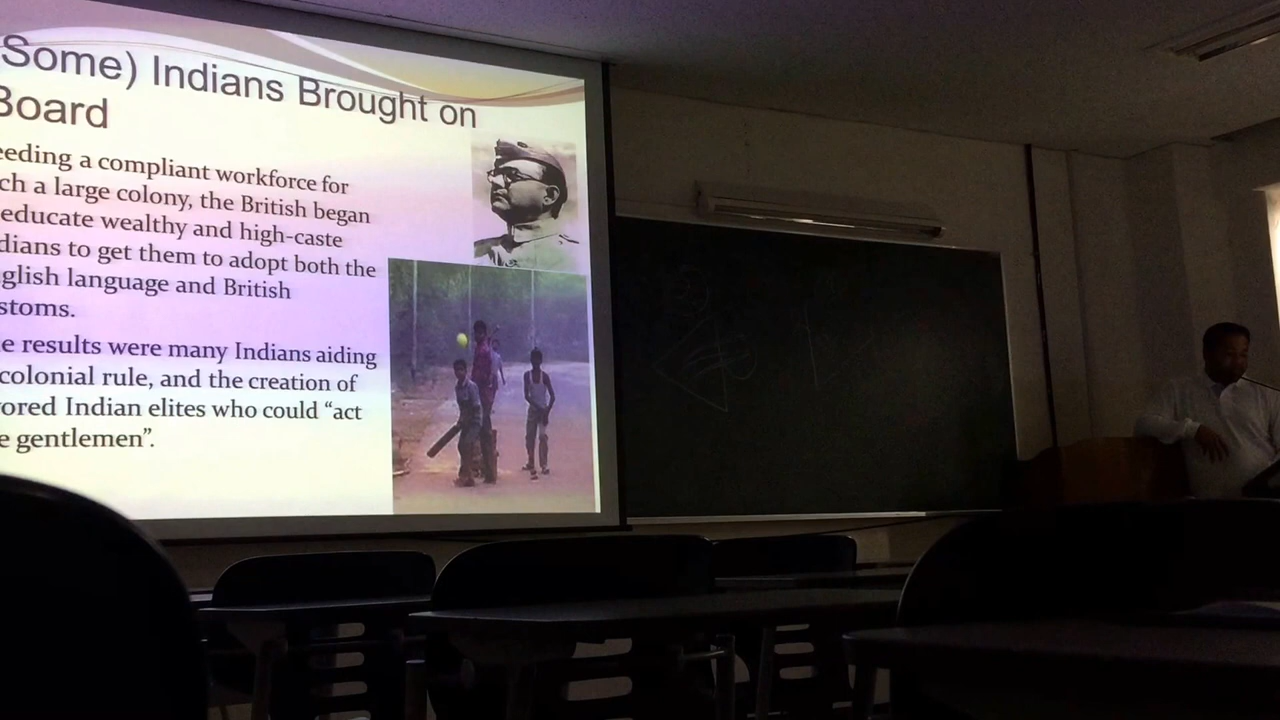 Some) Indians Brought on
Board
eeding a compliant workforce for
ch a large colony, the British began
educate wealthy and high-caste
dians to get them to adopt both the
glish language and British
stoms.
e results were many Indians aiding
colonial rule, and the creation of
ored Indian elites who could “act
e gentlemen”.